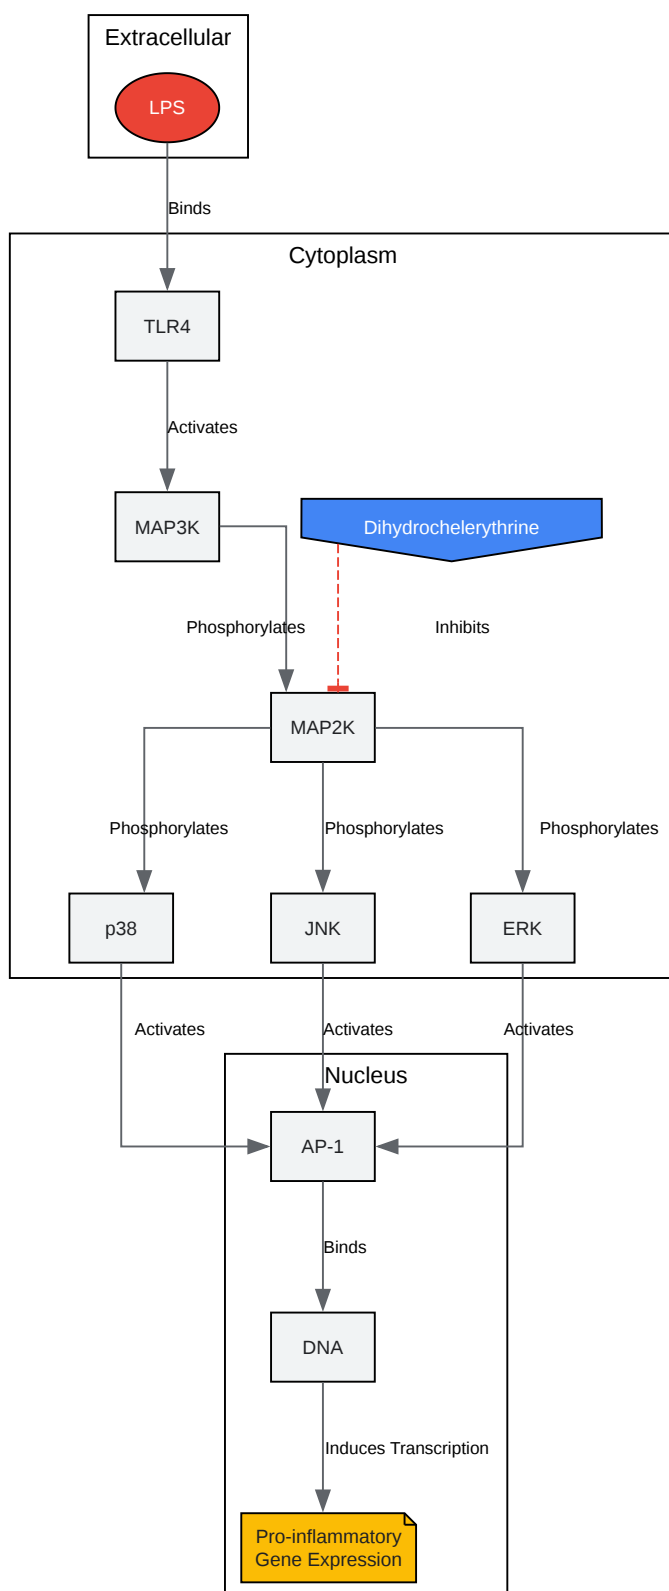 Extracellular
LPS
Binds
Cytoplasm
TLR4
Activates
MAP3K
Dihydrochelerythrine
Phosphorylates
Inhibits
MAP2K
Phosphorylates
Phosphorylates
Phosphorylates
p38
JNK
ERK
Activates
Activates
Activates
Nucleus
AP-1
Binds
DNA
Induces Transcription
Pro-inflammatory
Gene Expression